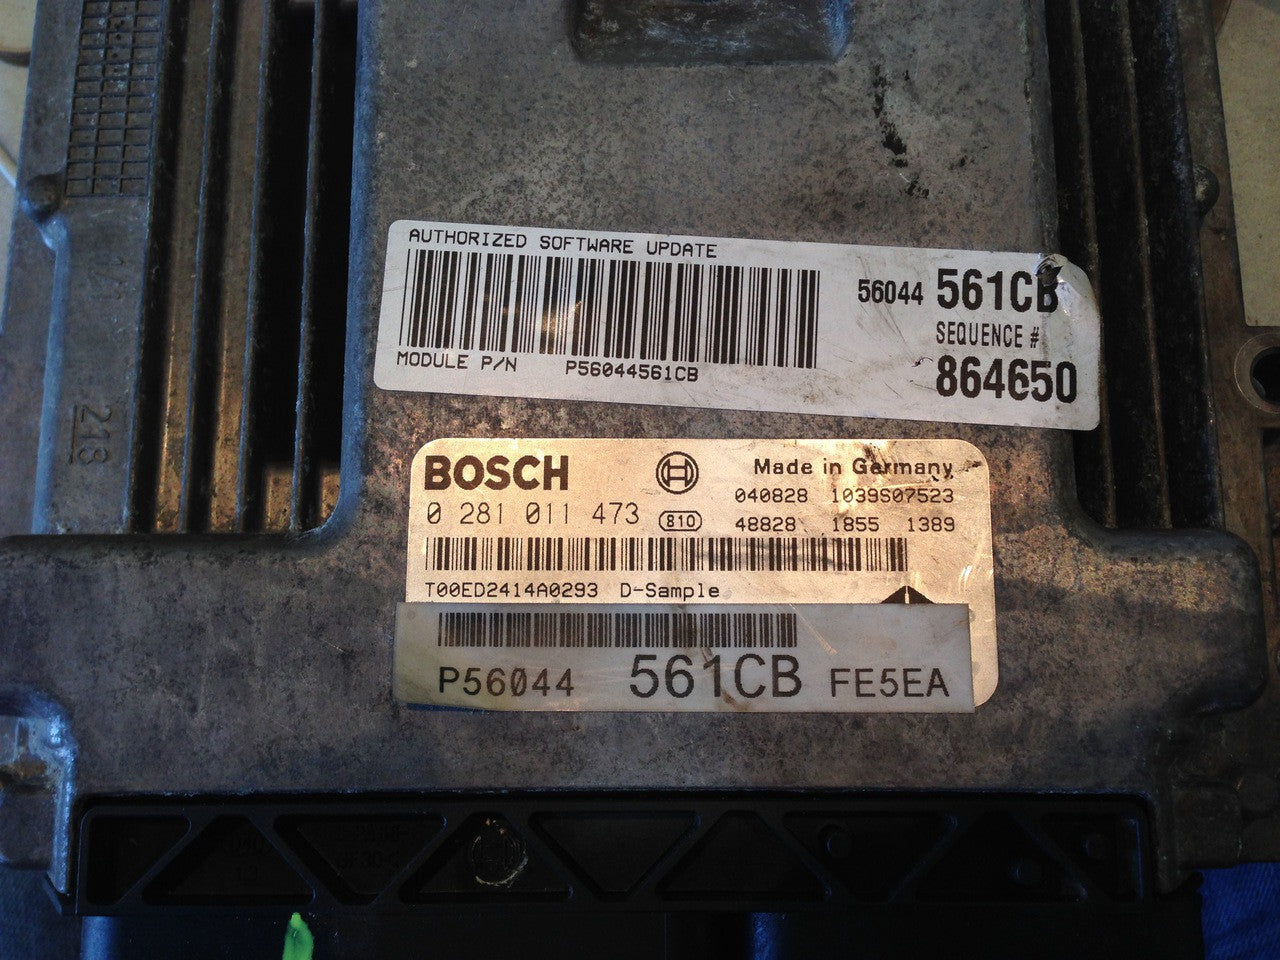 AUTHORIZED SOFTWARE UPDATE
56044 561CB
SEQUENCE #
MODULE P/N P56044561CB
864650
BOSCH Made in Germany
040828 1039S07523
0 281 011 473 810 48828 1855 1389
T00ED2414A0293 D-Sample
P56044 561CB FE5EA
218